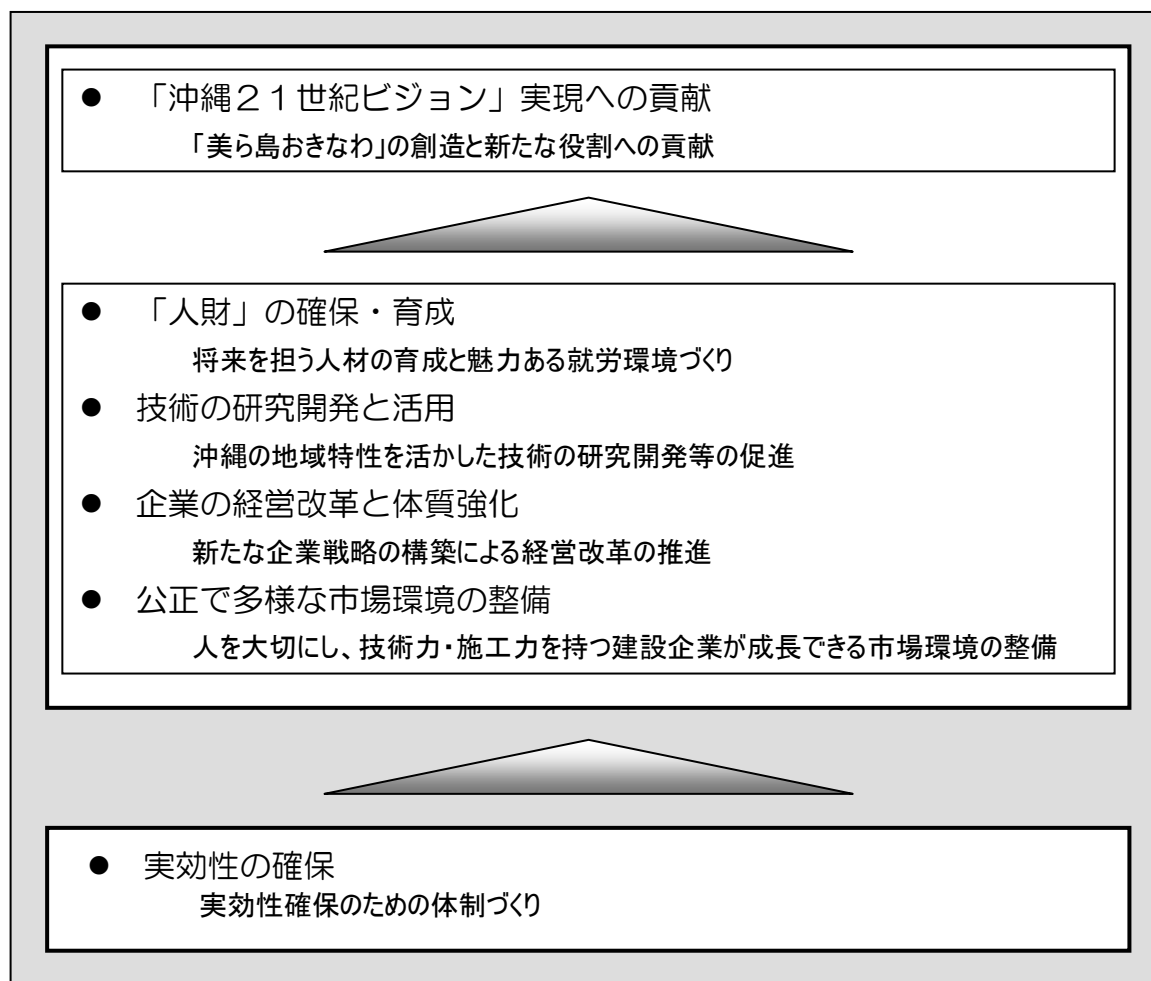 ● 「沖縄２１世紀ビジョン」実現への貢献
「美ら島おきなわ」の創造と新たな役割への貢献
● 「人財」の確保・育成
将来を担う人材の育成と魅力ある就労環境づくり
● 技術の研究開発と活用
沖縄の地域特性を活かした技術の研究開発等の促進
● 企業の経営改革と体質強化
新たな企業戦略の構築による経営改革の推進
● 公正で多様な市場環境の整備
人を大切にし、技術力・施工力を持つ建設企業が成長できる市場環境の整備
● 実効性の確保
実効性確保のための体制づくり